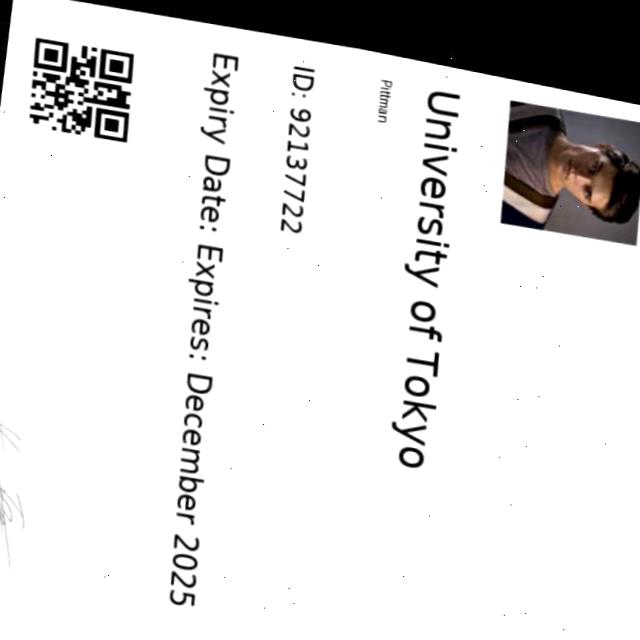 University of Tokyo
Pittman
ID: 92137722
Expiry Date: Expires: December 2025